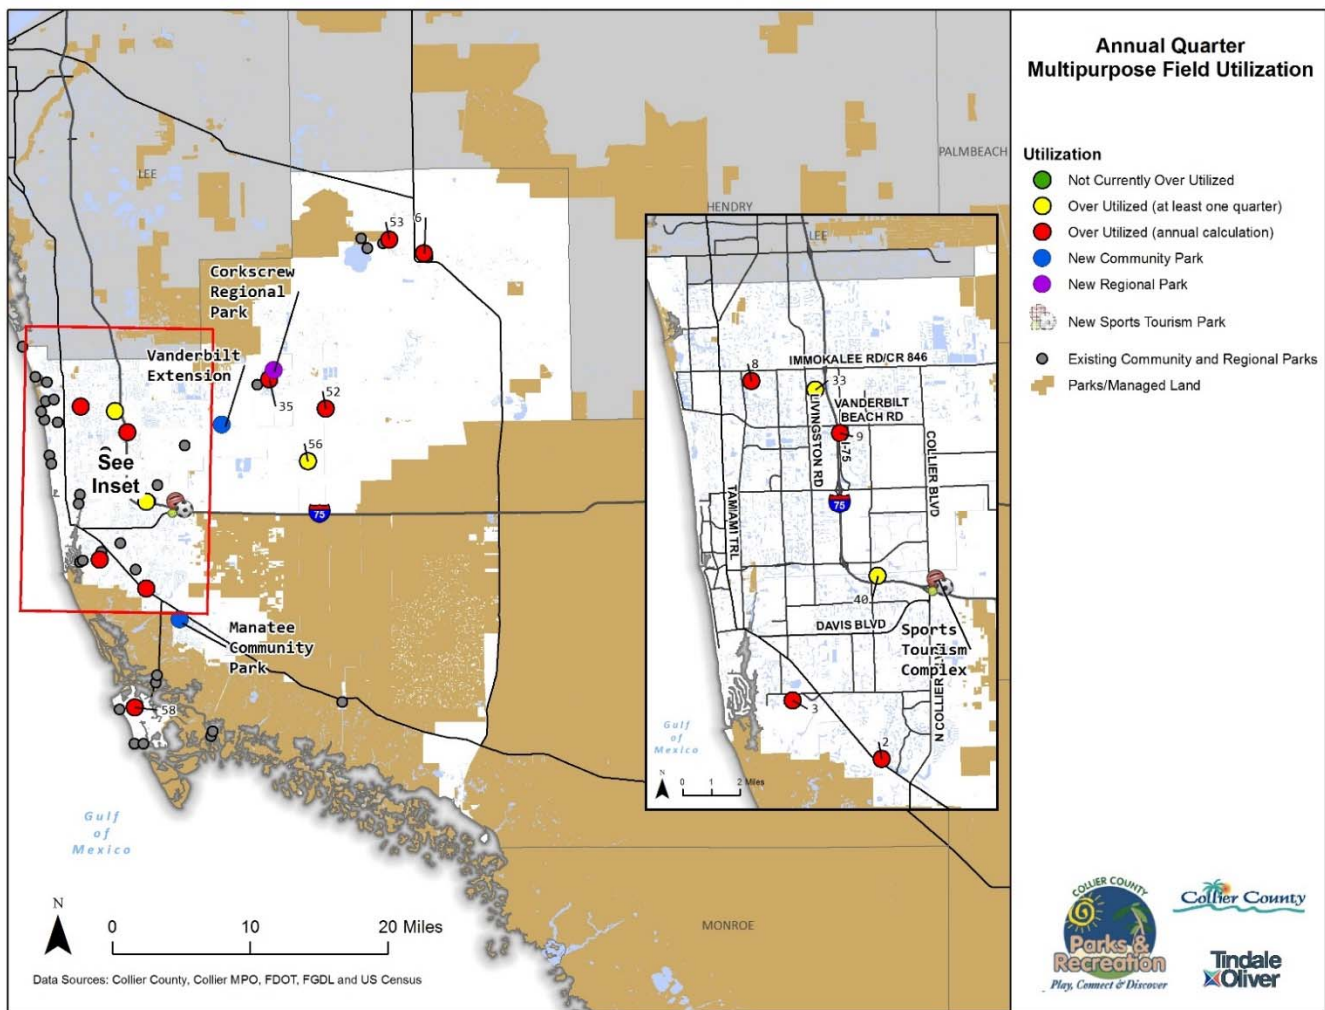 Annual Quarter
Multipurpose Field Utilization
Utilization
Not Currently Over Utilized
Over Utilized (at least one quarter)
Over Utilized (annual calculation)
New Community Park
New Regional Park
New Sports Tourism Park
Existing Community and Regional Parks
Parks/Managed Land
LEE
HENDRY
PALMBEACH
MONROE
53
6
Corkscrew
Regional
Park
Vanderbilt
Extension
35
52
56
See
Inset
75
Manatee
Community
Park
58
Gulf
of
Mexico
N
0
10
20 Miles
Data Sources: Collier County, Collier MPO, FDOT, FGDL and US Census
LEE
IMMOKALEE RD/CR 846
8
33
VANDERBILT
BEACH RD
9
LIVINGSTON RD
I-75
COLLIER BLVD
TAMIAMI TRL
75
40
DAVIS BLVD
Sports
Tourism
Complex
3
2
Gulf
of
Mexico
N
0 1 2 Miles
COLLIER COUNTY
Parks &
Recreation
Play, Connect & Discover
Collier County
Tindale
Oliver